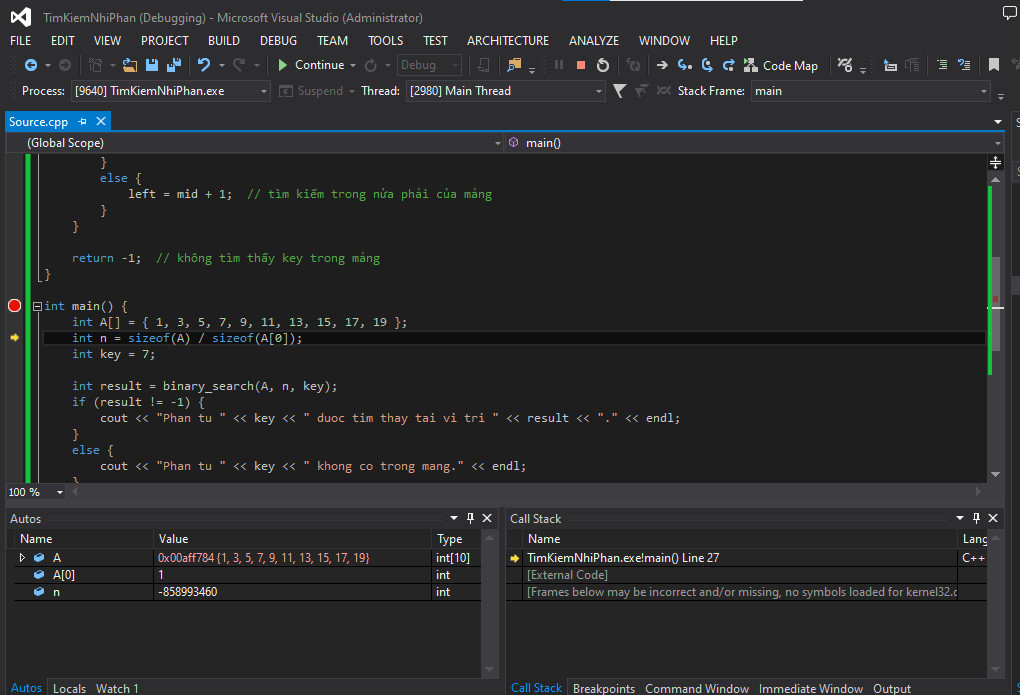 TimKiemNhiPhan (Debugging) - Microsoft Visual Studio (Administrator)
FILE EDIT VIEW PROJECT BUILD DEBUG TEAM TOOLS TEST ARCHITECTURE ANALYZE WINDOW HELP
Continue Debug Code Map
Process: [9640] TimKiemNhiPhan.exe Suspend Thread: [2980] Main Thread Stack Frame: main
Source.cpp
(Global Scope) main()
}
else {
left = mid + 1; // tìm kiếm trong nửa phải của mảng
}
}
return -1; // không tìm thấy key trong mảng
}
int main() {
int A[] = { 1, 3, 5, 7, 9, 11, 13, 15, 17, 19 };
int n = sizeof(A) / sizeof(A[0]);
int key = 7;
int result = binary_search(A, n, key);
if (result != -1) {
cout << "Phan tu " << key << " duoc tim thay tai vi tri " << result << "." << endl;
}
else {
cout << "Phan tu " << key << " khong co trong mang." << endl;
}
100 %
Autos
Name Value Type
A 0x00aff784 {1, 3, 5, 7, 9, 11, 13, 15, 17, 19} int[10]
A[0] 1 int
n -858993460 int
Autos Locals Watch 1
Call Stack
Name Lang
TimKiemNhiPhan.exe!main() Line 27 C++
[External Code]
[Frames below may be incorrect and/or missing, no symbols loaded for kernel32.d
Call Stack Breakpoints Command Window Immediate Window Output